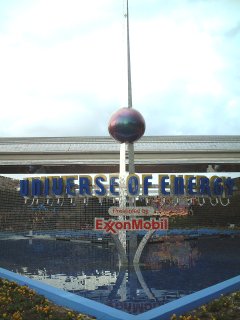 UNIVERSE OF ENERGY
Presented by
ExxonMobil